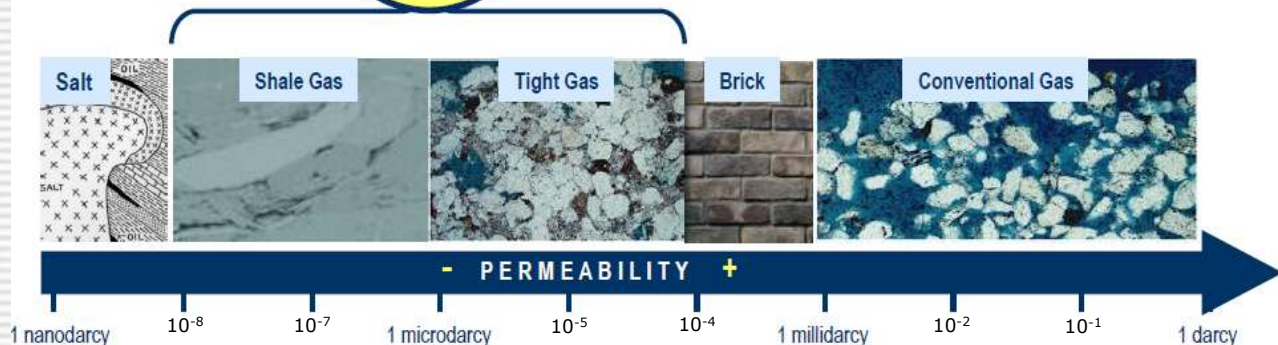 Salt
Shale Gas
Tight Gas
Brick
Conventional Gas
OIL
SALT
OIL
- PERMEABILITY +
1 nanodarcy 10⁻⁸ 10⁻⁷ 1 microdarcy 10⁻⁵ 10⁻⁴ 1 millidarcy 10⁻² 10⁻¹ 1 darcy